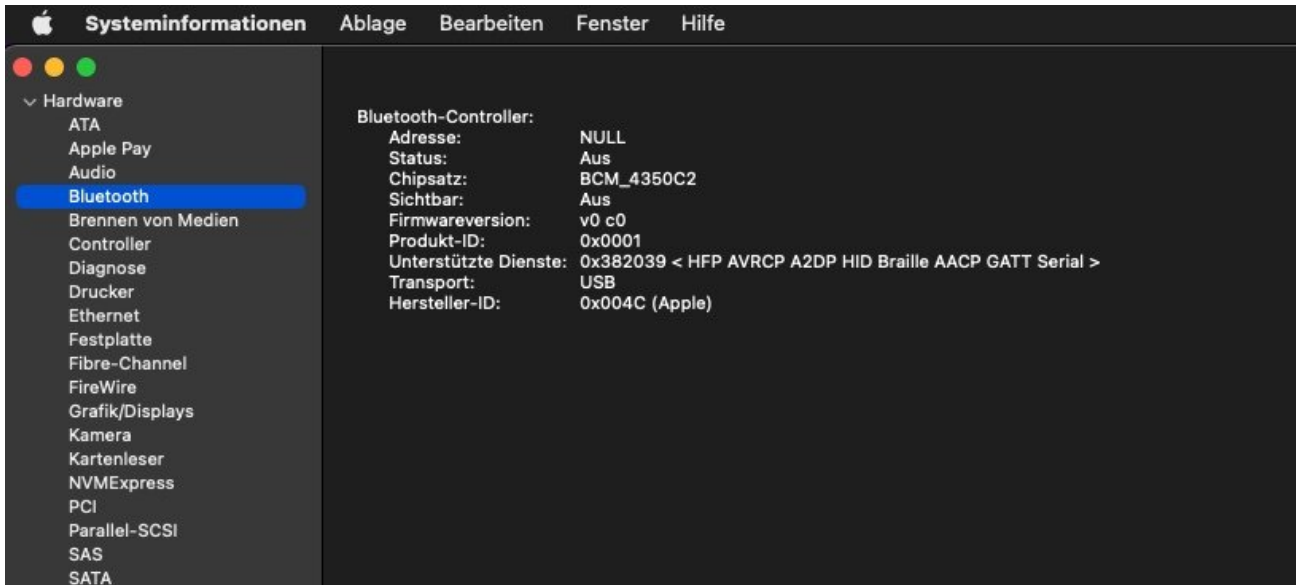 Systeminformationen Ablage Bearbeiten Fenster Hilfe
Hardware
ATA
Apple Pay
Audio
Bluetooth
Brennen von Medien
Controller
Diagnose
Drucker
Ethernet
Festplatte
Fibre-Channel
FireWire
Grafik/Displays
Kamera
Kartenleser
NVMExpress
PCI
Parallel-SCSI
SAS
SATA
Bluetooth-Controller:
Adresse: NULL
Status: Aus
Chipsatz: BCM_4350C2
Sichtbar: Aus
Firmwareversion: v0 c0
Produkt-ID: 0x0001
Unterstützte Dienste: 0x382039 < HFP AVRCP A2DP HID Braille AACP GATT Serial >
Transport: USB
Hersteller-ID: 0x004C (Apple)